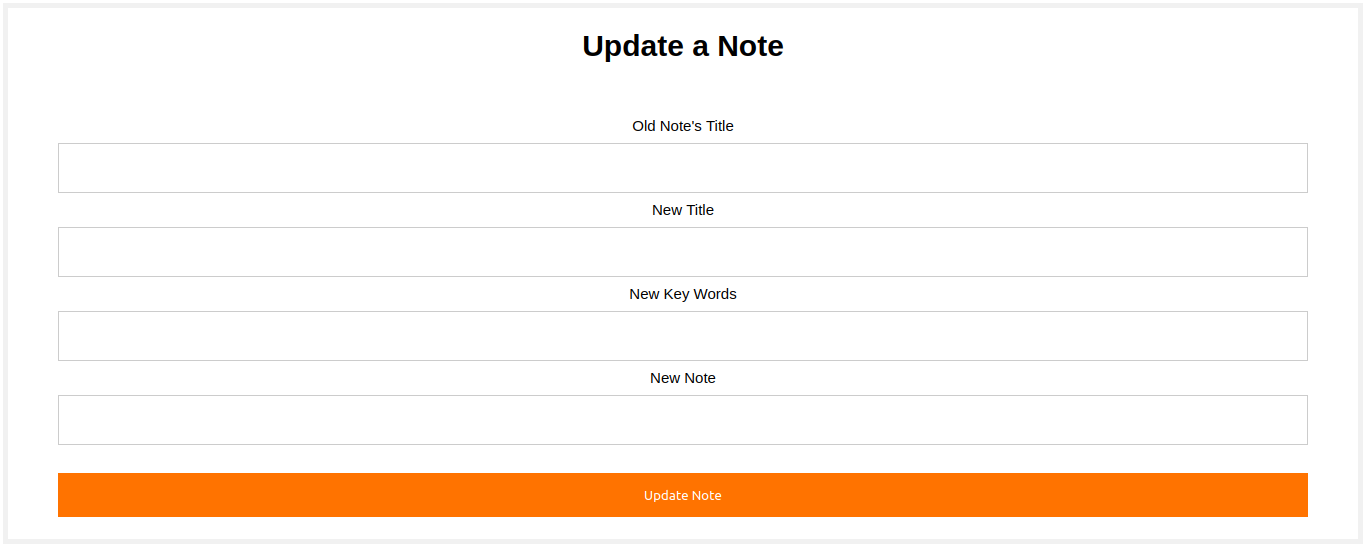 Update a Note
Old Note's Title
New Title
New Key Words
New Note
Update Note